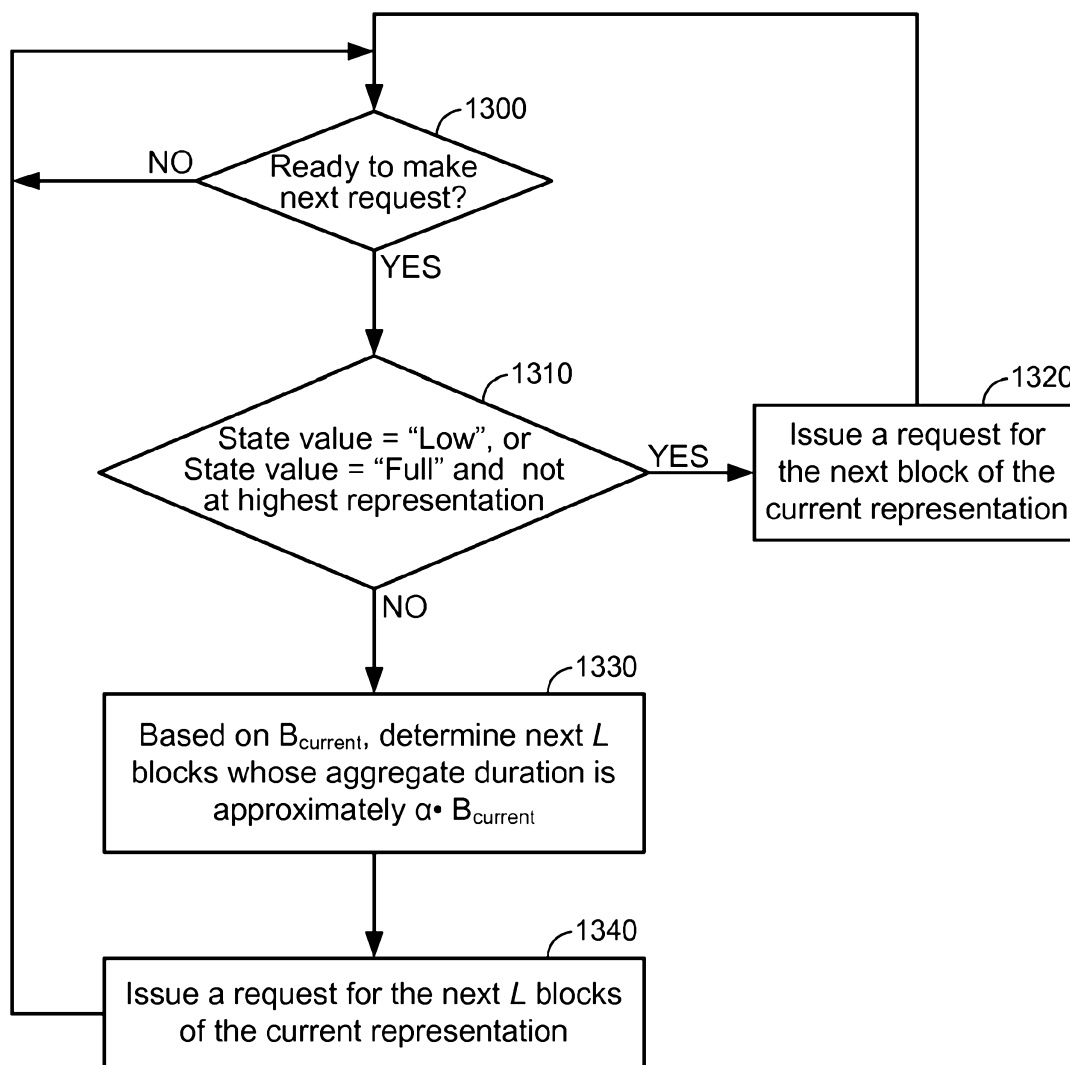 1300
Ready to make
next request?
NO
YES
1310
State value = “Low”, or
State value = “Full” and  not
at highest representation
YES
NO
1320
Issue a request for
the next block of the
current representation
1330
Based on Bcurrent, determine next L
blocks whose aggregate duration is
approximately α• Bcurrent
1340
Issue a request for the next L blocks
of the current representation